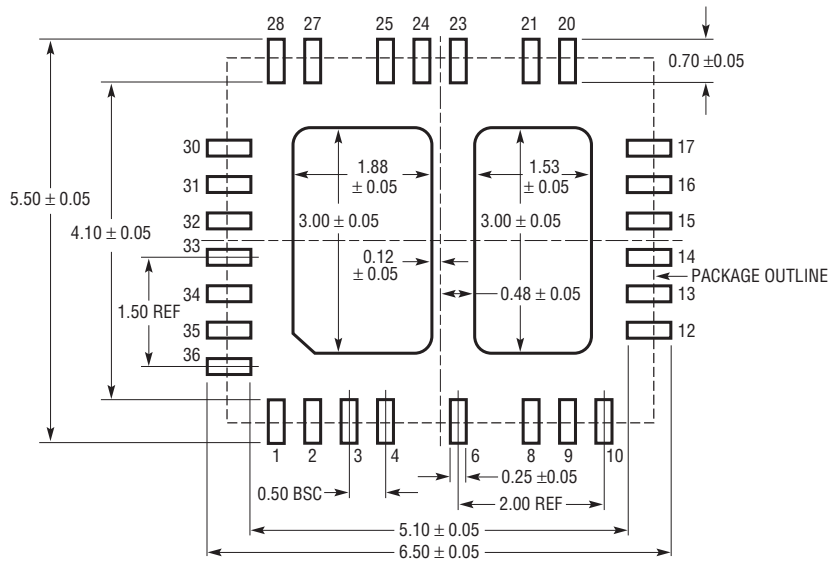 28 27 25 24 23 21 20
0.70 ±0.05
30
31
32
33
34
35
36
17
16
15
14
13
12
5.50 ± 0.05
4.10 ± 0.05
1.50 REF
1.88
± 0.05
3.00 ± 0.05
1.53
± 0.05
3.00 ± 0.05
0.12
± 0.05
0.48 ± 0.05
PACKAGE OUTLINE
1 2 3 4 6 8 9 10
0.50 BSC
0.25 ±0.05
2.00 REF
5.10 ± 0.05
6.50 ± 0.05